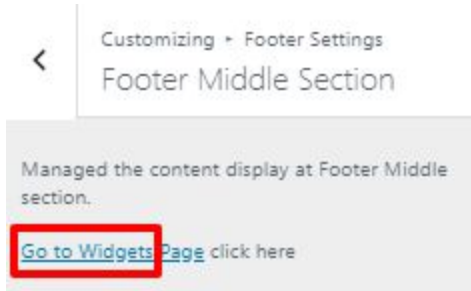 Customizing ▸ Footer Settings
Footer Middle Section
Managed the content display at Footer Middle
section.
Go to Widgets Page click here